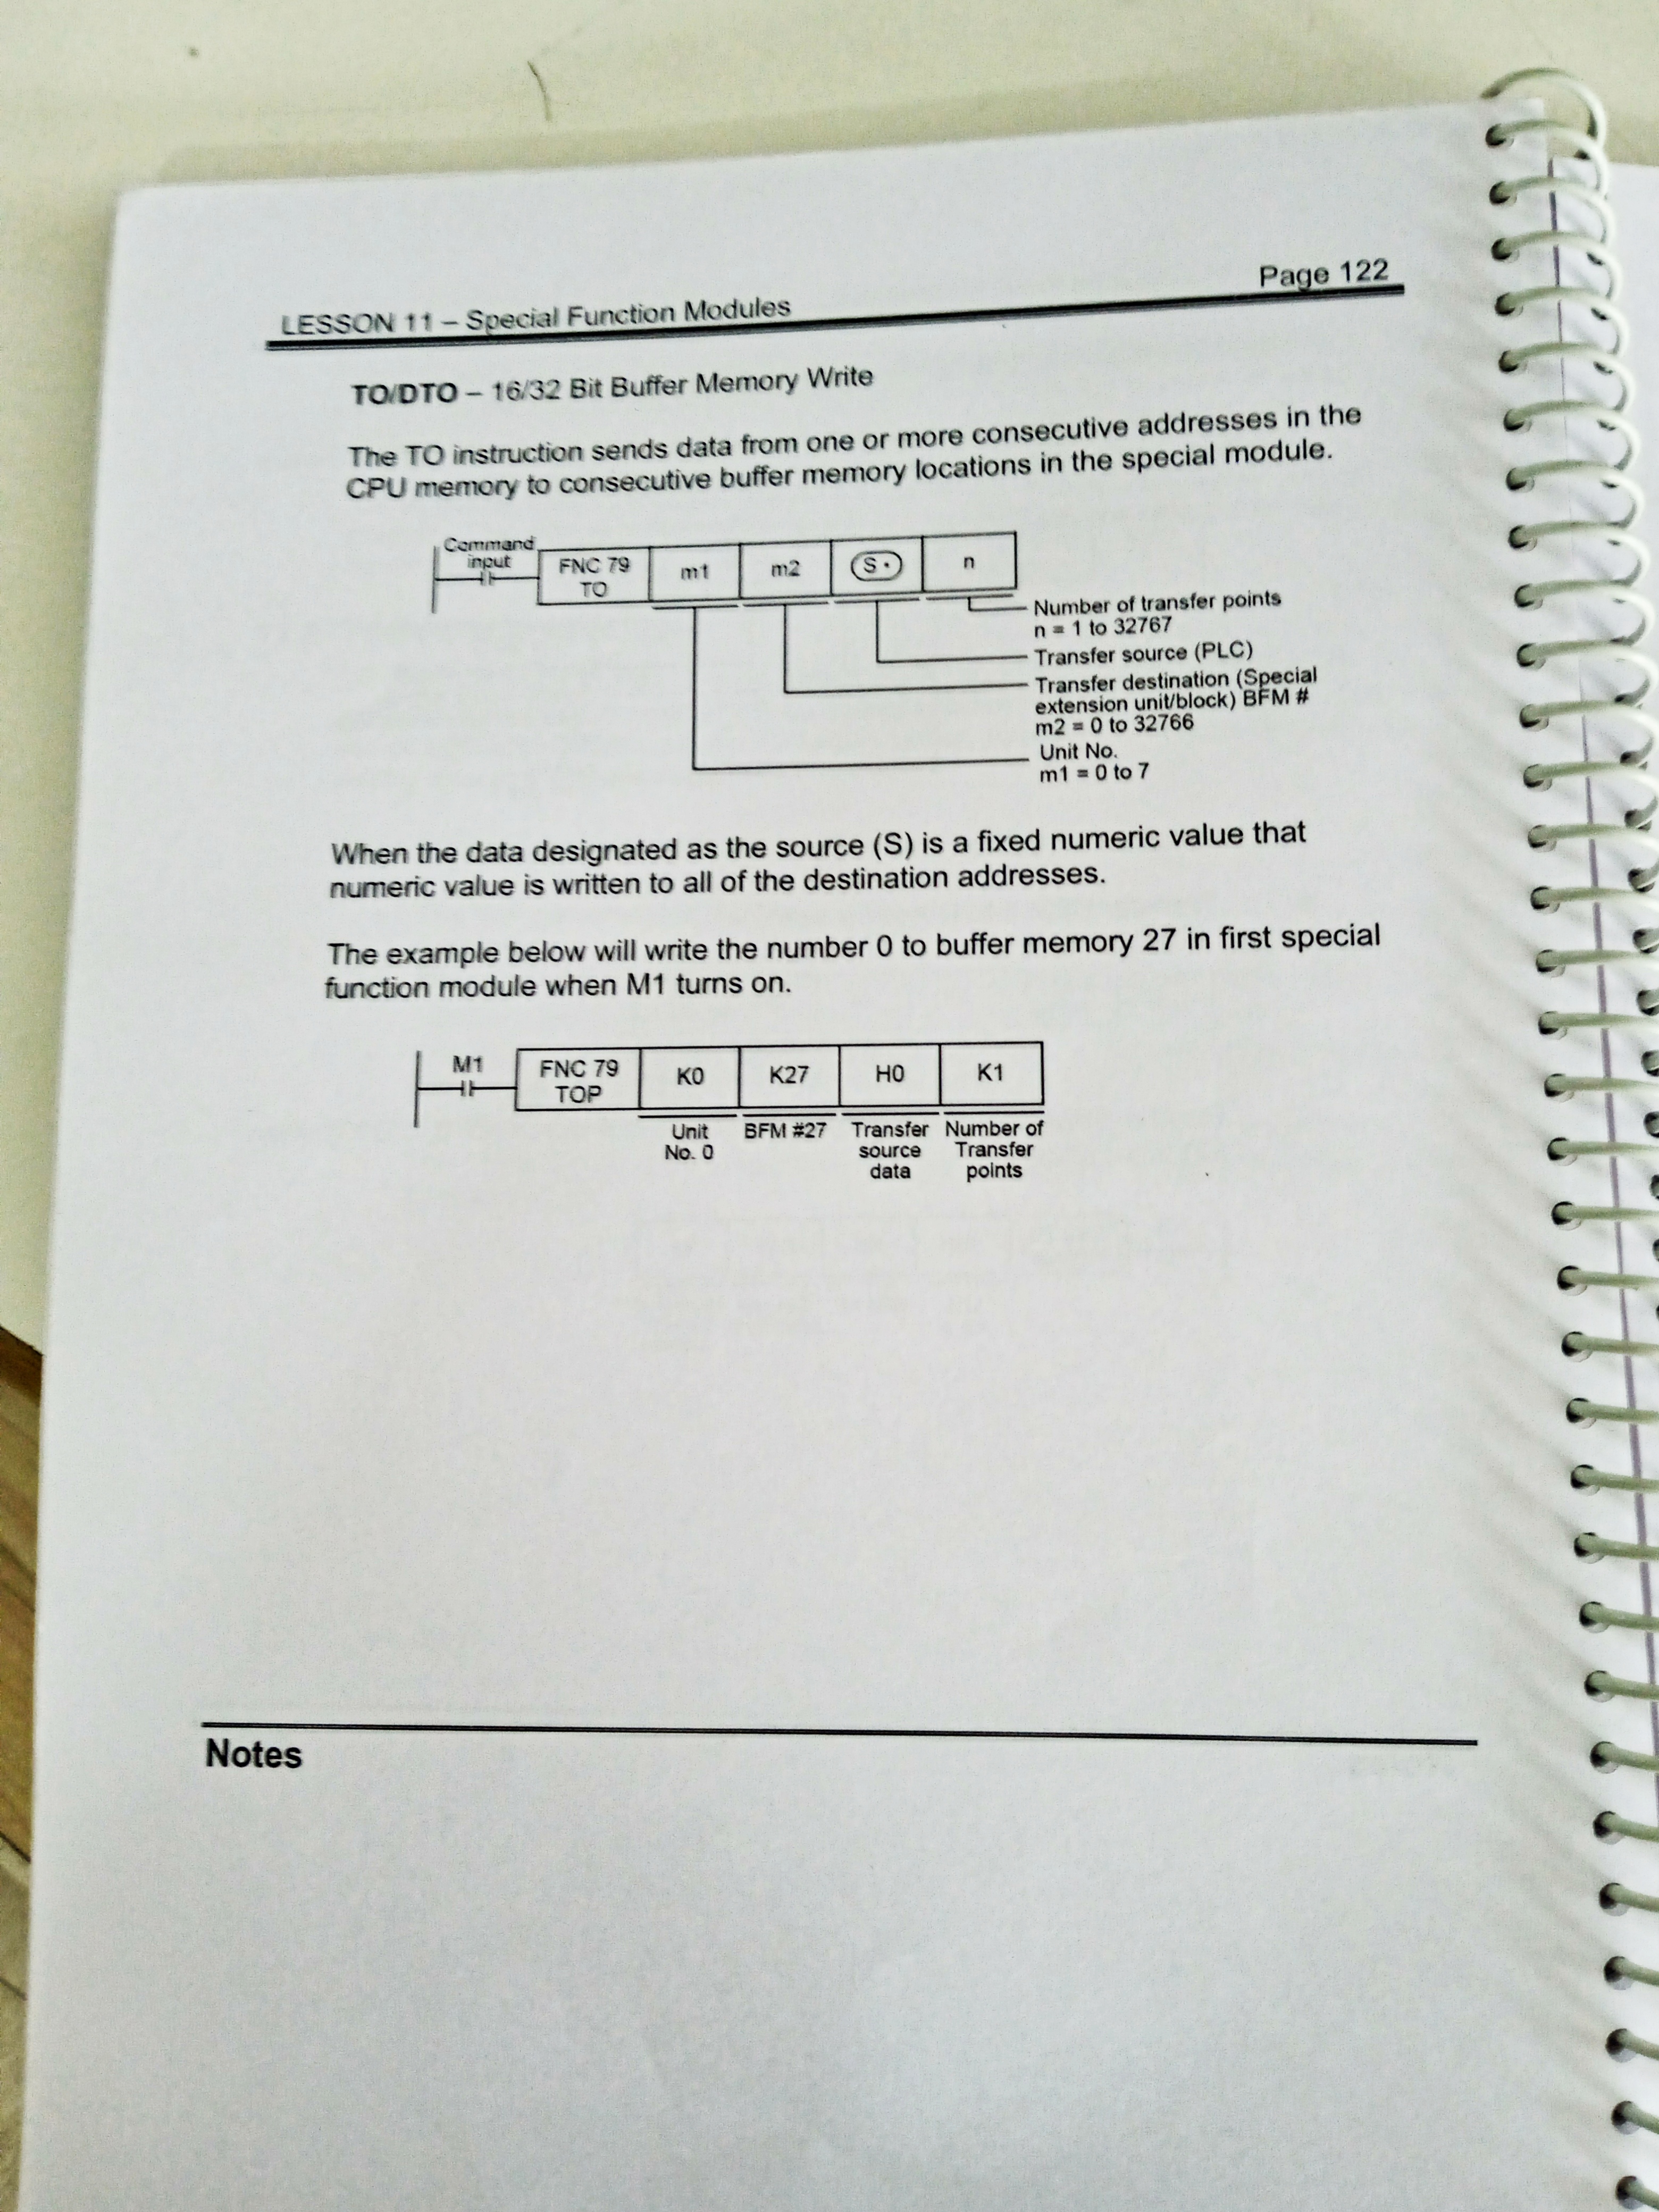 Page 122
LESSON 11 – Special Function Modules
TO/DTO – 16/32 Bit Buffer Memory Write
The TO instruction sends data from one or more consecutive addresses in the
CPU memory to consecutive buffer memory locations in the special module.
Command
input
FNC 79
TO
m1
m2
S•
n
Number of transfer points
n = 1 to 32767
Transfer source (PLC)
Transfer destination (Special
extension unit/block) BFM #
m2 = 0 to 32766
Unit No.
m1 = 0 to 7
When the data designated as the source (S) is a fixed numeric value that
numeric value is written to all of the destination addresses.
The example below will write the number 0 to buffer memory 27 in first special
function module when M1 turns on.
M1
FNC 79
TOP
K0
K27
H0
K1
Unit
No. 0
BFM #27
Transfer
source
data
Number of
Transfer
points
Notes